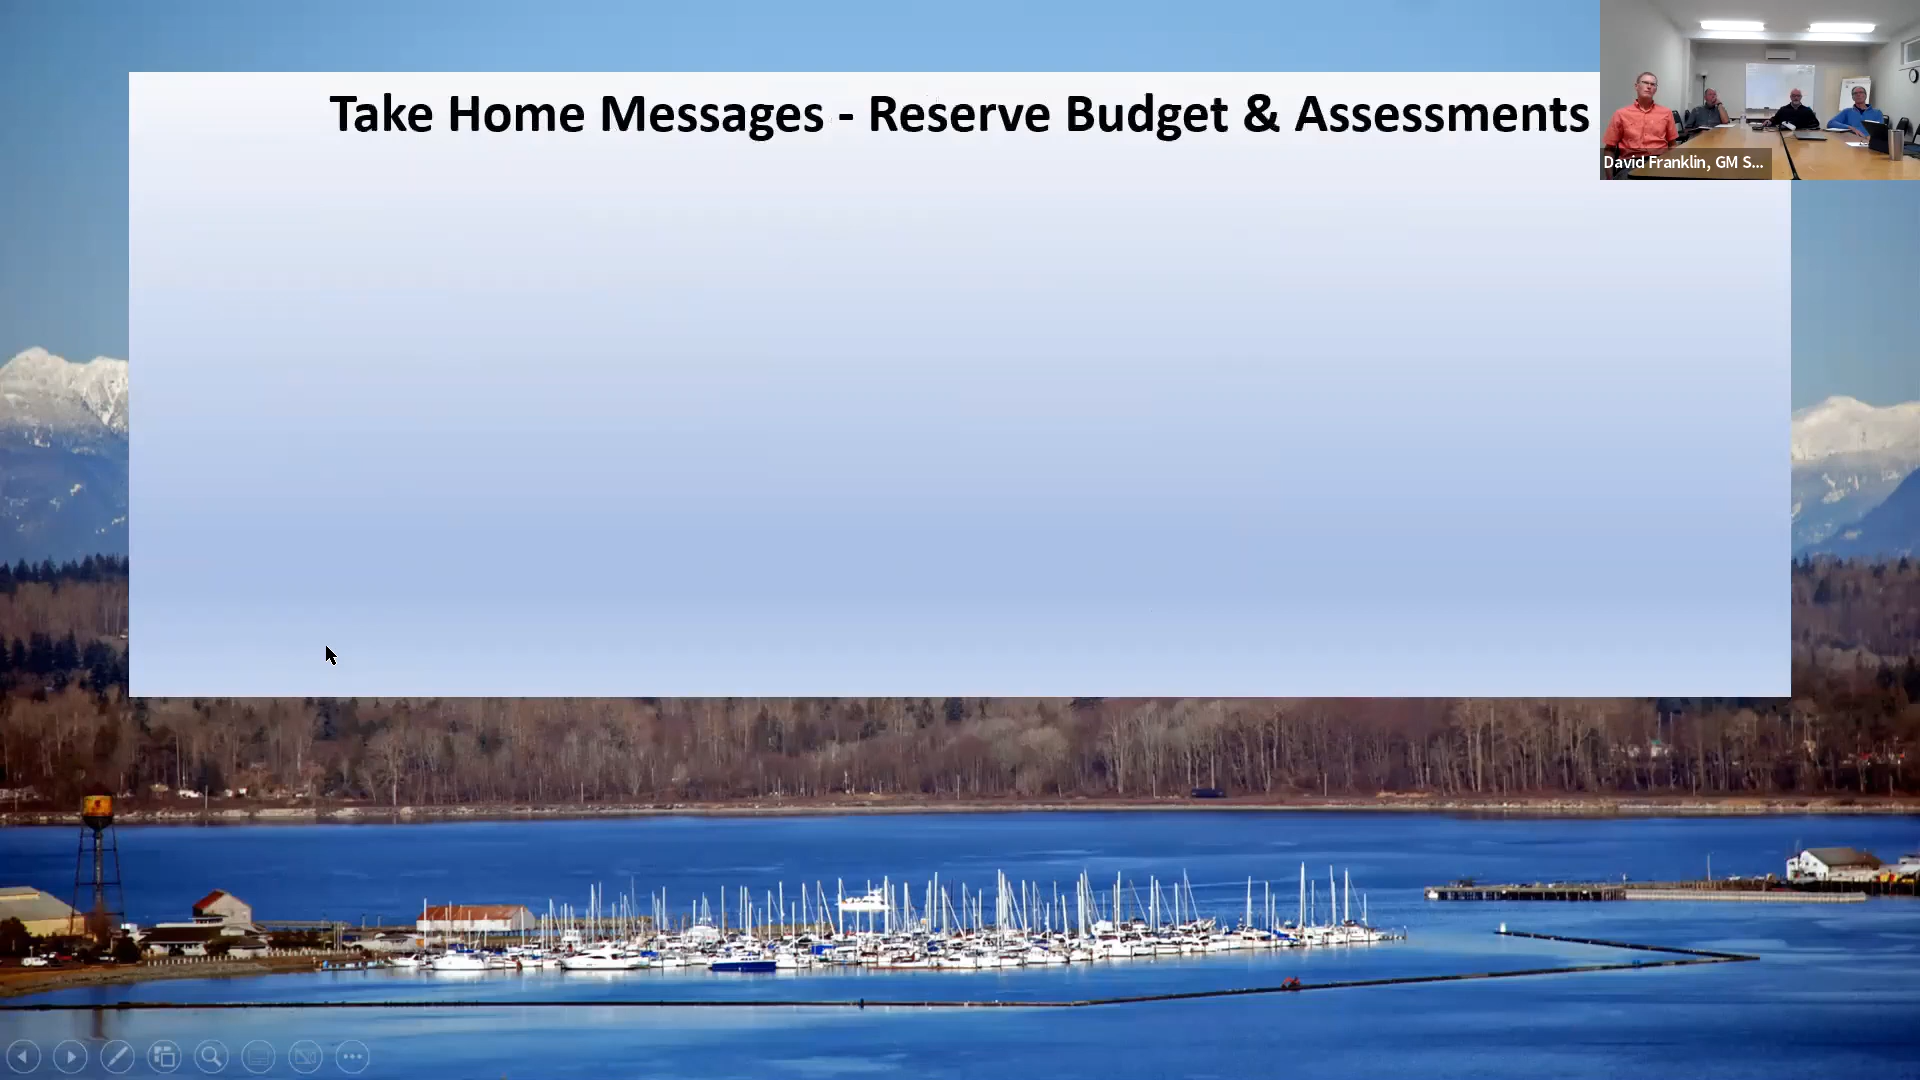 Take Home Messages - Reserve Budget & Assessments
David Franklin, GM S...